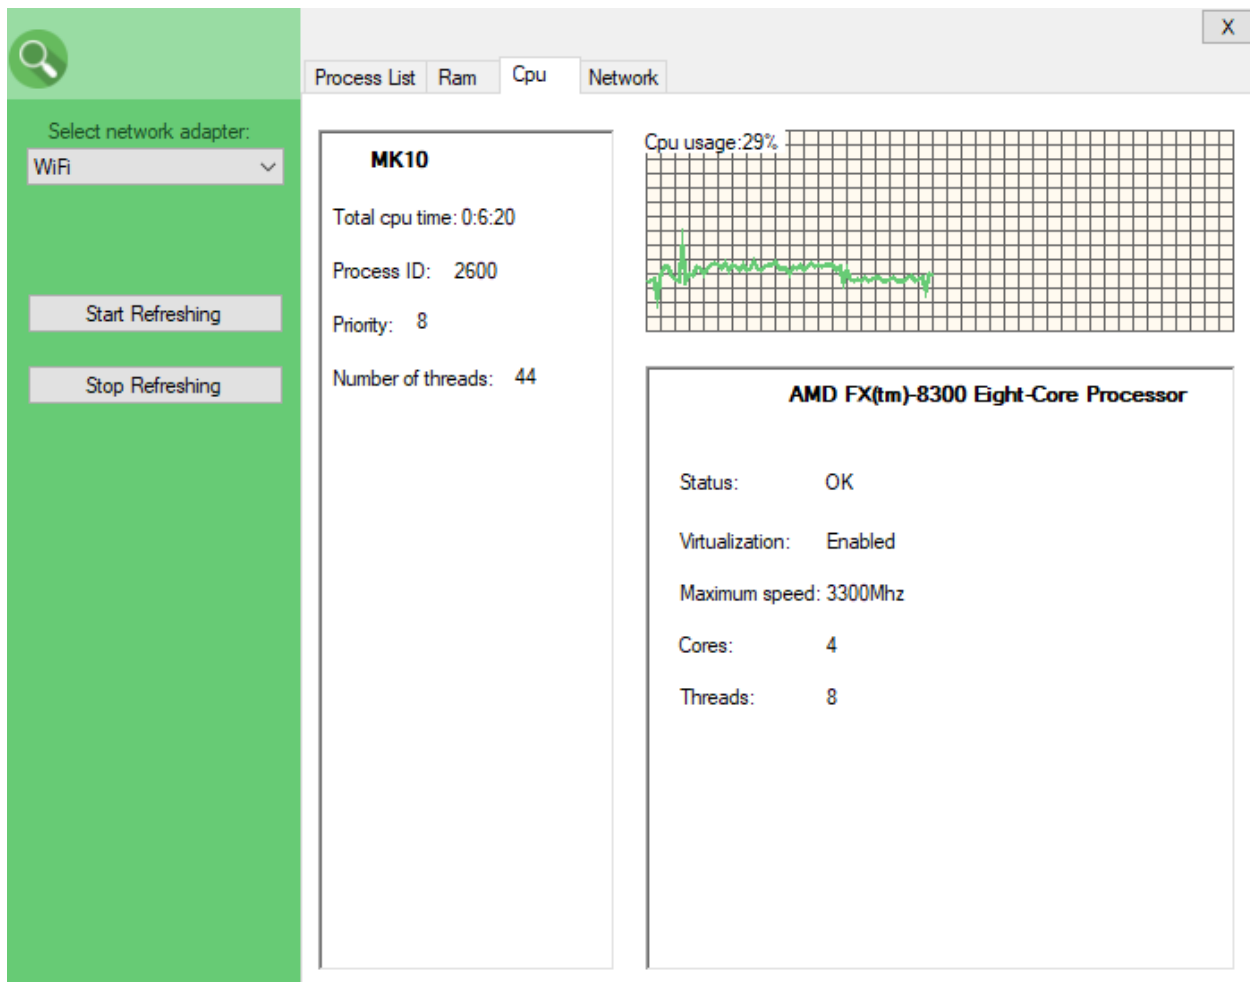 X
Process List Ram Cpu Network
Select network adapter:
WiFi
Start Refreshing
Stop Refreshing
MK10
Total cpu time: 0:6:20
Process ID: 2600
Priority: 8
Number of threads: 44
Cpu usage:29%
AMD FX(tm)-8300 Eight-Core Processor
Status: OK
Virtualization: Enabled
Maximum speed: 3300Mhz
Cores: 4
Threads: 8